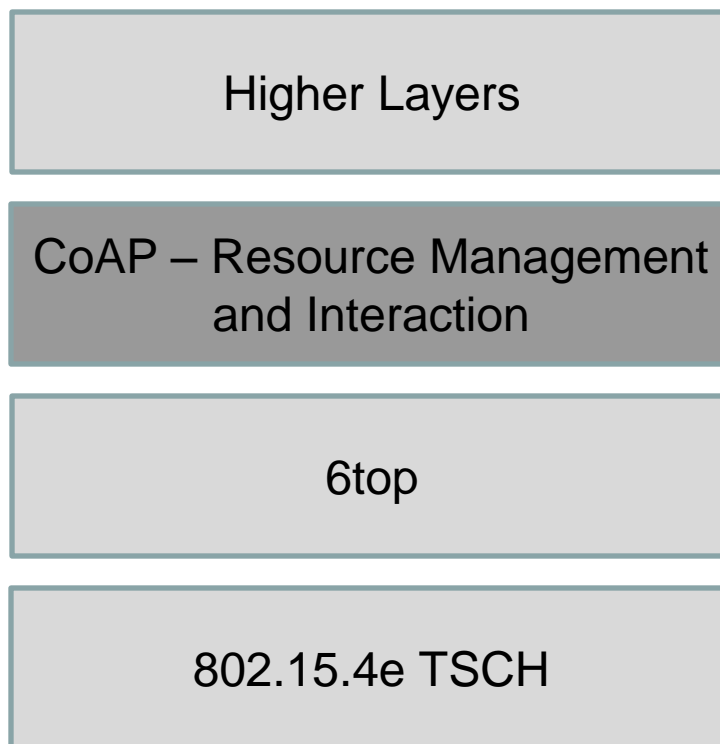 Higher Layers
CoAP – Resource Management
and Interaction
6top
802.15.4e TSCH